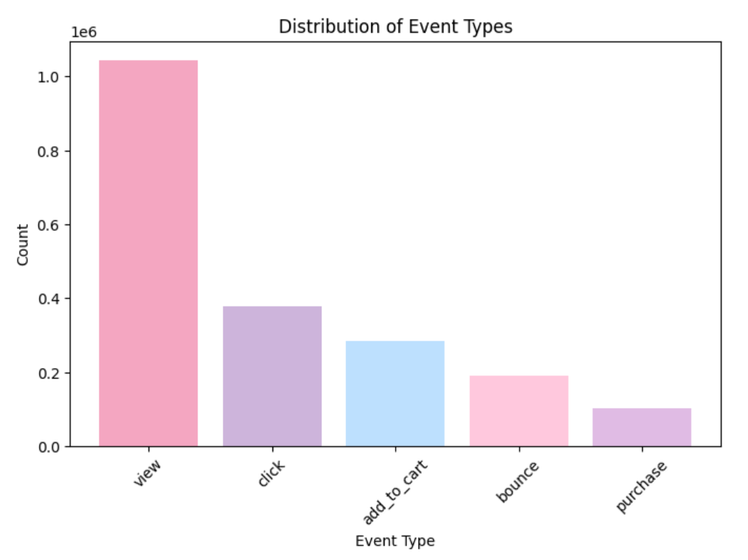 Distribution of Event Types
1e6
1.0
0.8
0.6
0.4
0.2
0.0
Count
view
click
add_to_cart
bounce
purchase
Event Type